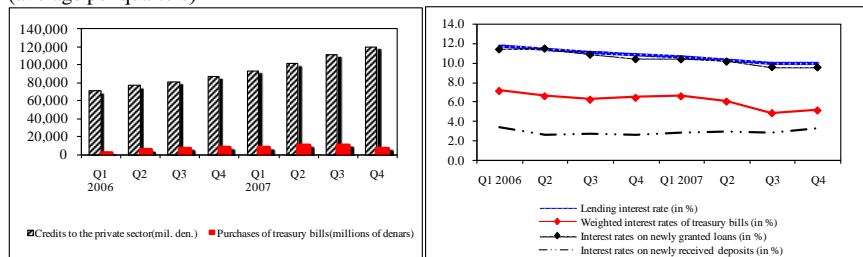 (average per quarters)
140,000
120,000
100,000
80,000
60,000
40,000
20,000
0
Q1 2006
Q2
Q3
Q4
Q1 2007
Q2
Q3
Q4
Credits to the private sector(mil. den.)
Purchases of treasury bills(millions of denars)
14.0
12.0
10.0
8.0
6.0
4.0
2.0
0.0
Q1 2006
Q2
Q3
Q4
Q1 2007
Q2
Q3
Q4
Lending interest rate (in %)
Weighted interest rates of treasury bills (in %)
Interest rates on newly granted loans (in %)
Interest rates on newly received deposits (in %)